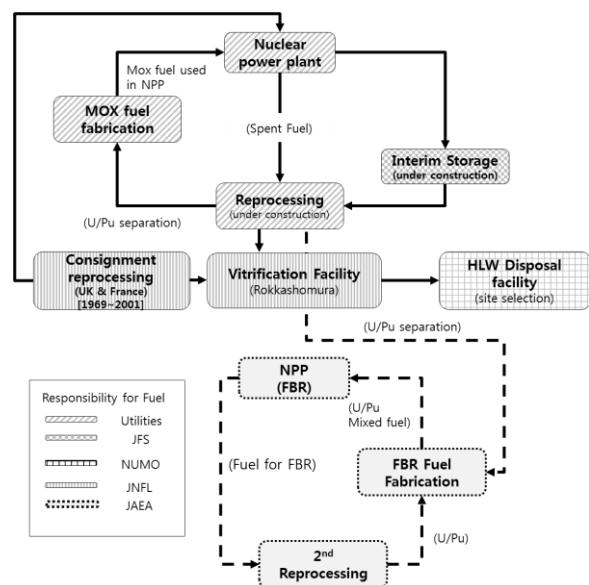 Nuclear
power plant
Mox fuel used
in NPP
MOX fuel
fabrication
(Spent Fuel)
Interim Storage
(under construction)
Reprocessing
(under construction)
(U/Pu separation)
Consignment
reprocessing
(UK & France)
[1969~2001]
Vitrification Facility
(Rokkashomura)
HLW Disposal
facility
(site selection)
(U/Pu separation)
NPP
(FBR)
(U/Pu
Mixed fuel)
Responsibility for Fuel
Utilities
JFS
NUMO
JNFL
JAEA
(Fuel for FBR)
FBR Fuel
Fabrication
(U/Pu)
2nd
Reprocessing